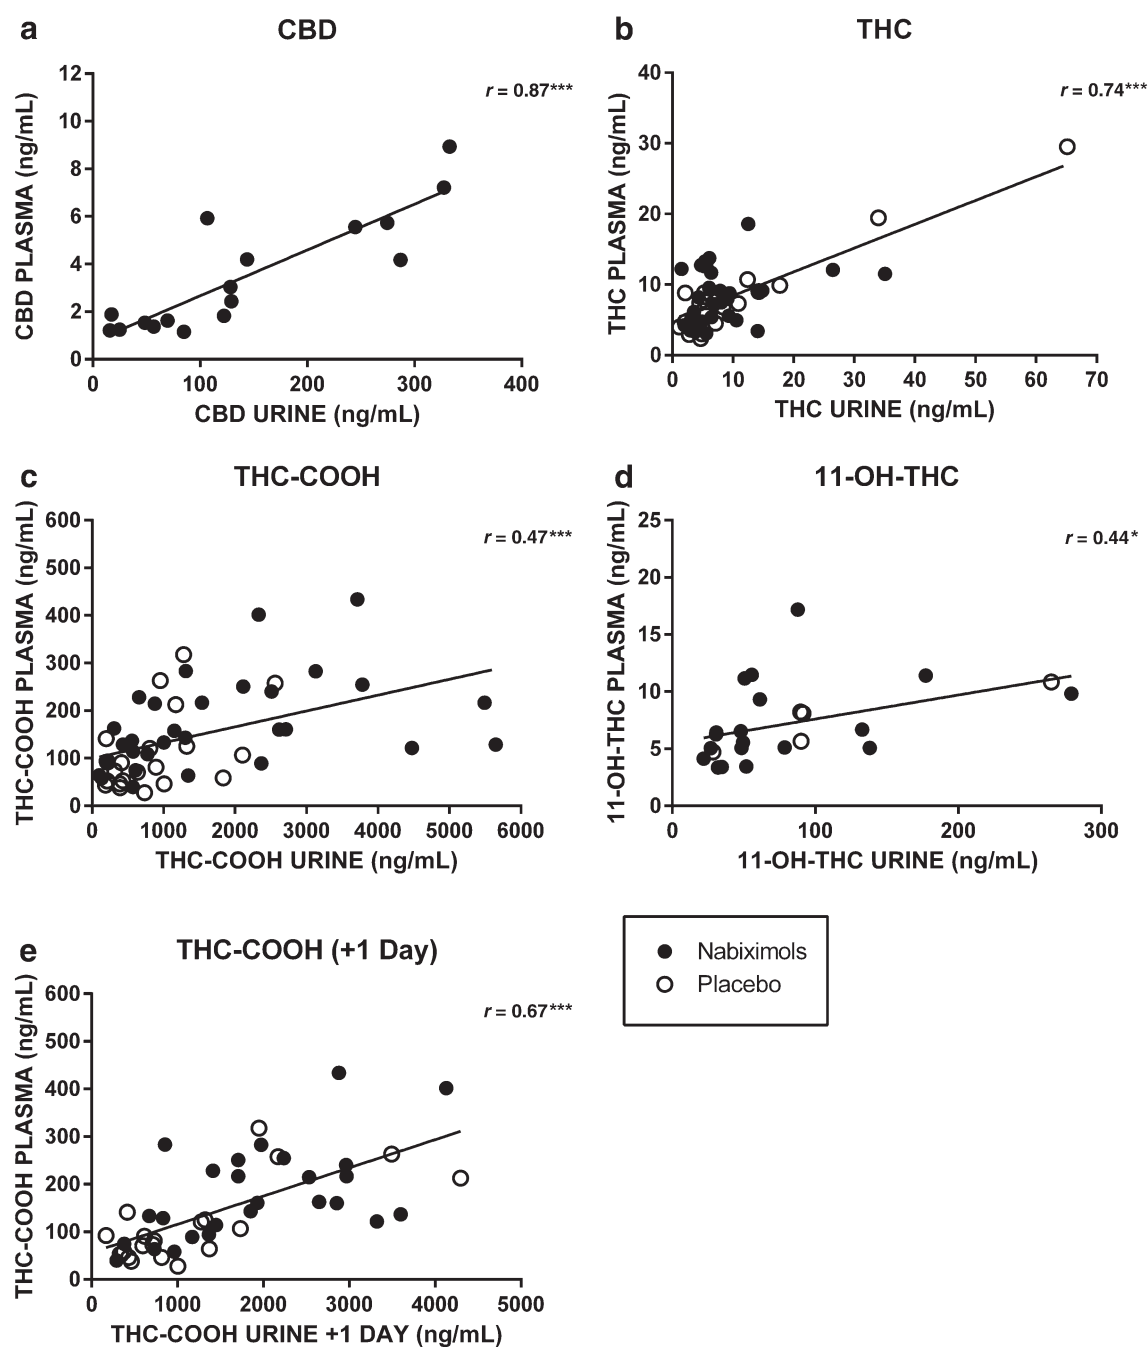 a
CBD
r = 0.87***
CBD PLASMA (ng/mL)
12
10
8
6
4
2
0
0 100 200 300 400
CBD URINE (ng/mL)
b
THC
r = 0.74***
THC PLASMA (ng/mL)
40
30
20
10
0
0 10 20 30 40 50 60 70
THC URINE (ng/mL)
c
THC-COOH
r = 0.47***
THC-COOH PLASMA (ng/mL)
600
500
400
300
200
100
0
0 1000 2000 3000 4000 5000 6000
THC-COOH URINE (ng/mL)
d
11-OH-THC
r = 0.44*
11-OH-THC PLASMA (ng/mL)
25
20
15
10
5
0
0 100 200 300
11-OH-THC URINE (ng/mL)
e
THC-COOH (+1 Day)
r = 0.67***
THC-COOH PLASMA (ng/mL)
600
500
400
300
200
100
0
0 1000 2000 3000 4000 5000
THC-COOH URINE +1 DAY (ng/mL)
Nabiximols
Placebo